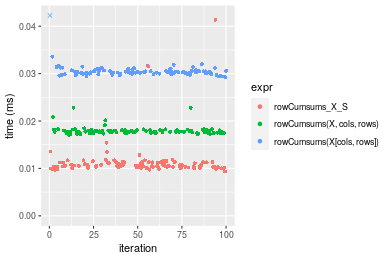 0.04
0.03
0.02
0.01
0.00
0
25
50
75
100
time (ms)
iteration
expr
rowCumsums_X_S
rowCumsums(X, cols, rows)
rowCumsums(X[cols, rows])